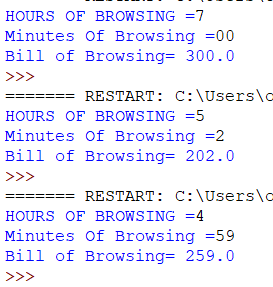 HOURS OF BROWSING =7
Minutes Of Browsing =00
Bill of Browsing= 300.0
>>>
======= RESTART: C:\Users\c
HOURS OF BROWSING =5
Minutes Of Browsing =2
Bill of Browsing= 202.0
>>>
======= RESTART: C:\Users\c
HOURS OF BROWSING =4
Minutes Of Browsing =59
Bill of Browsing= 259.0
>>>